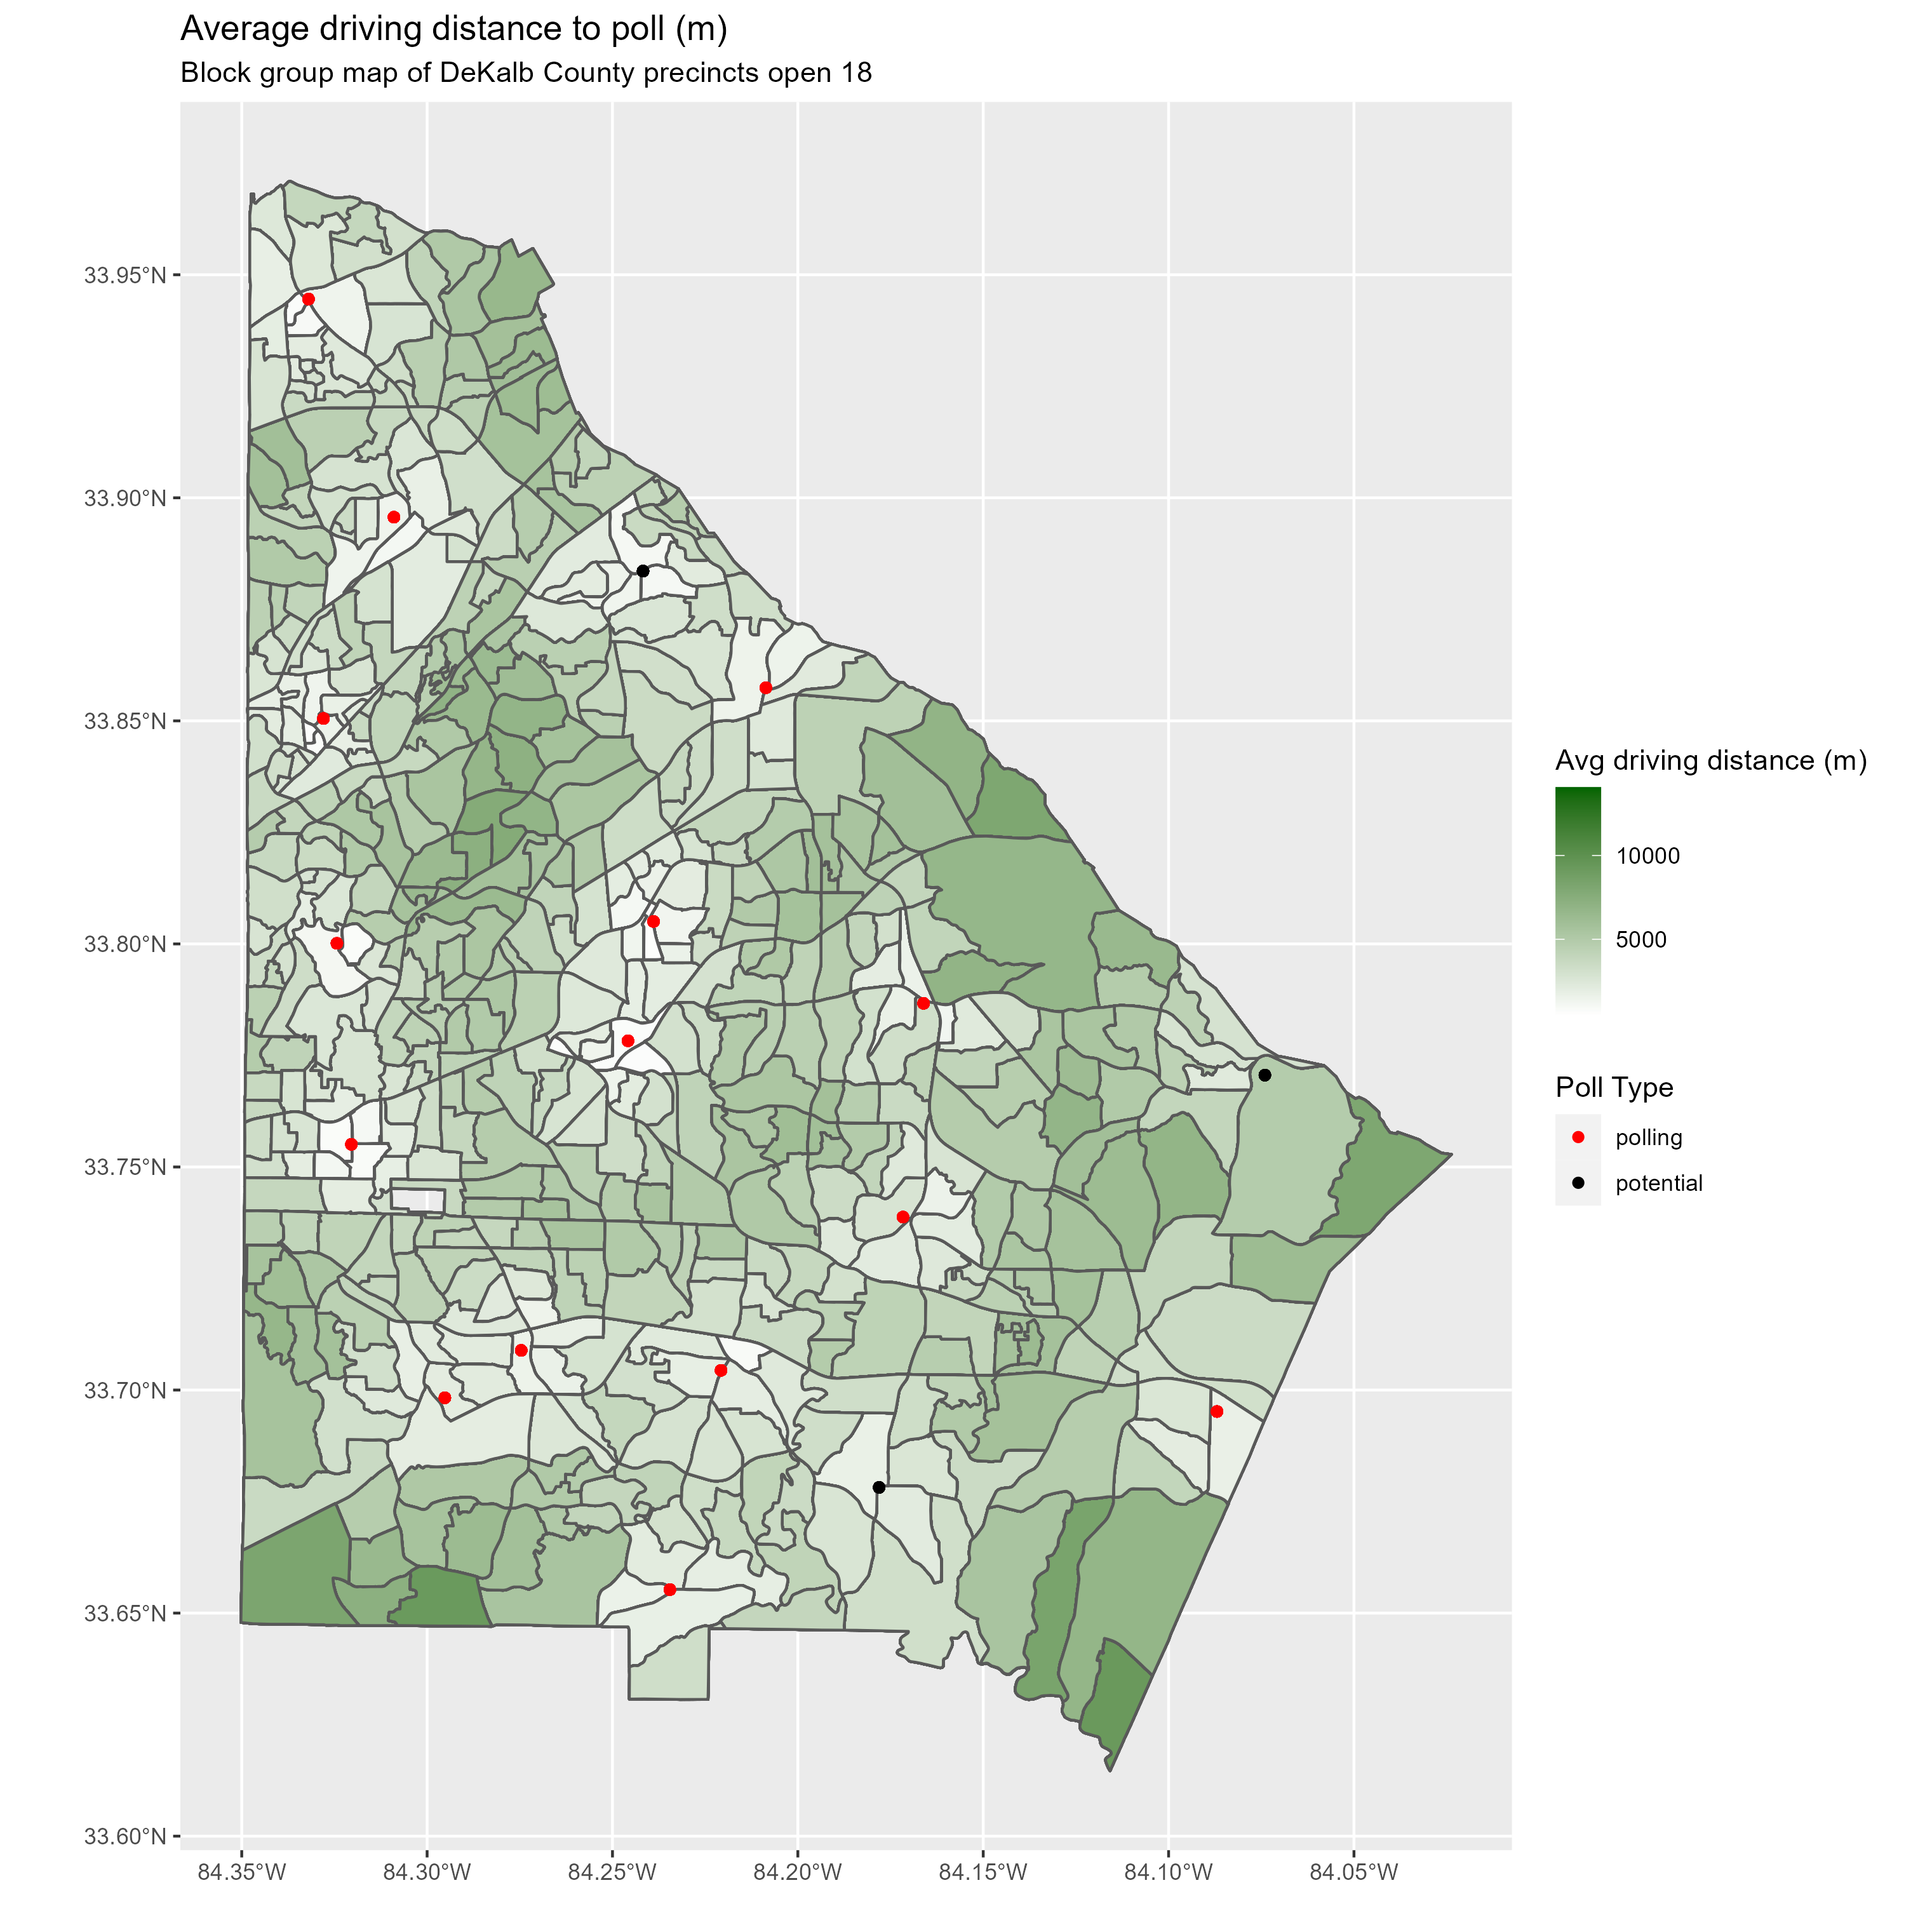 Average driving distance to poll (m)
Block group map of DeKalb County precincts open 18
33.95°N
33.90°N
33.85°N
33.80°N
33.75°N
33.70°N
33.65°N
33.60°N
84.35°W
84.30°W
84.25°W
84.20°W
84.15°W
84.10°W
84.05°W
Avg driving distance (m)
10000
5000
Poll Type
polling
potential